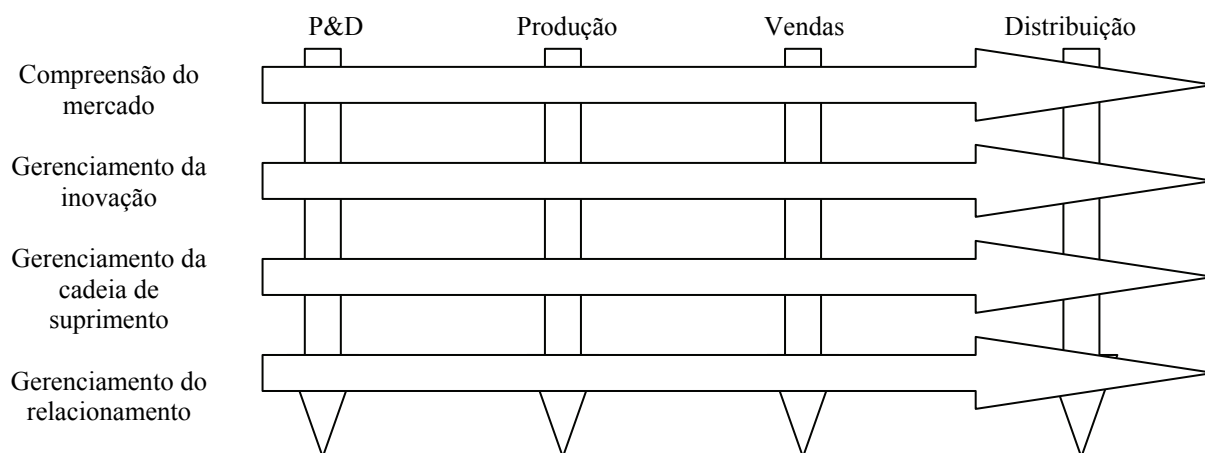 P&D
Produção
Vendas
Distribuição
Compreensão do
mercado
Gerenciamento da
inovação
Gerenciamento da
cadeia de
suprimento
Gerenciamento do
relacionamento